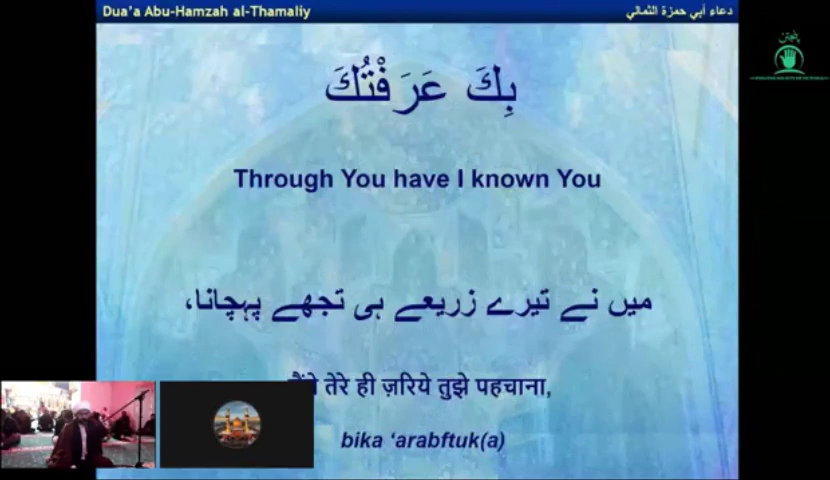 Dua'a Abu-Hamzah al-Thamaliy
دعاء أبي حمزة الثمالي
بِكَ عَرَفْتُكَ
Through You have I known You
میں نے تیرے زریعے ہی تجھے پہچانا،
तेरे ही ज़रिये तुझे पहचाना,
bika ‘arabftuk(a)